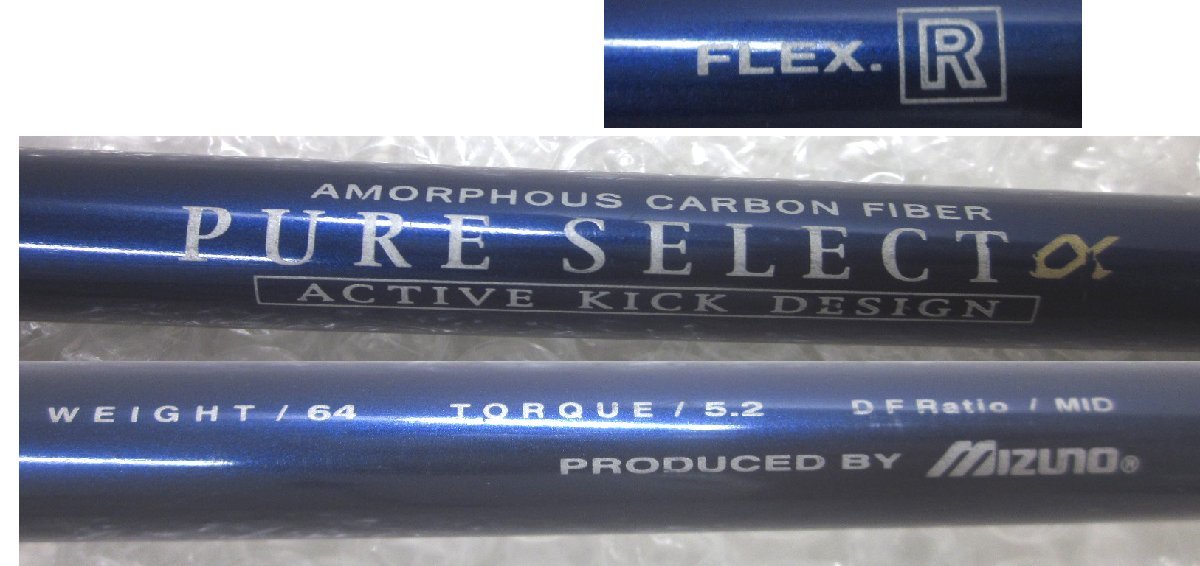 FLEX. R
AMORPHOUS CARBON FIBER
PURE SELECT α
ACTIVE KICK DESIGN
WEIGHT / 64 TORQUE / 5.2 DF Ratio / MID
PRODUCED BY MIZUNO®